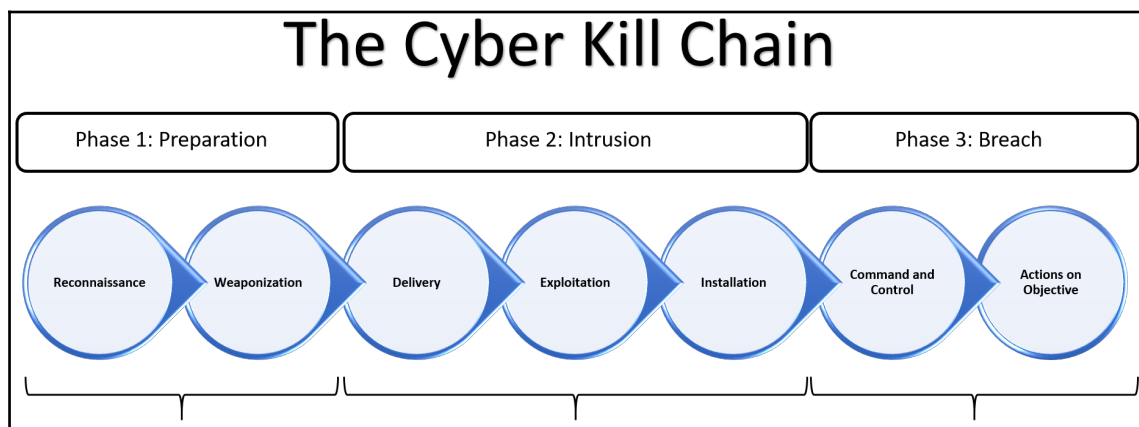 The Cyber Kill Chain
Phase 1: Preparation
Phase 2: Intrusion
Phase 3: Breach
Reconnaissance
Weaponization
Delivery
Exploitation
Installation
Command and
Control
Actions on
Objective